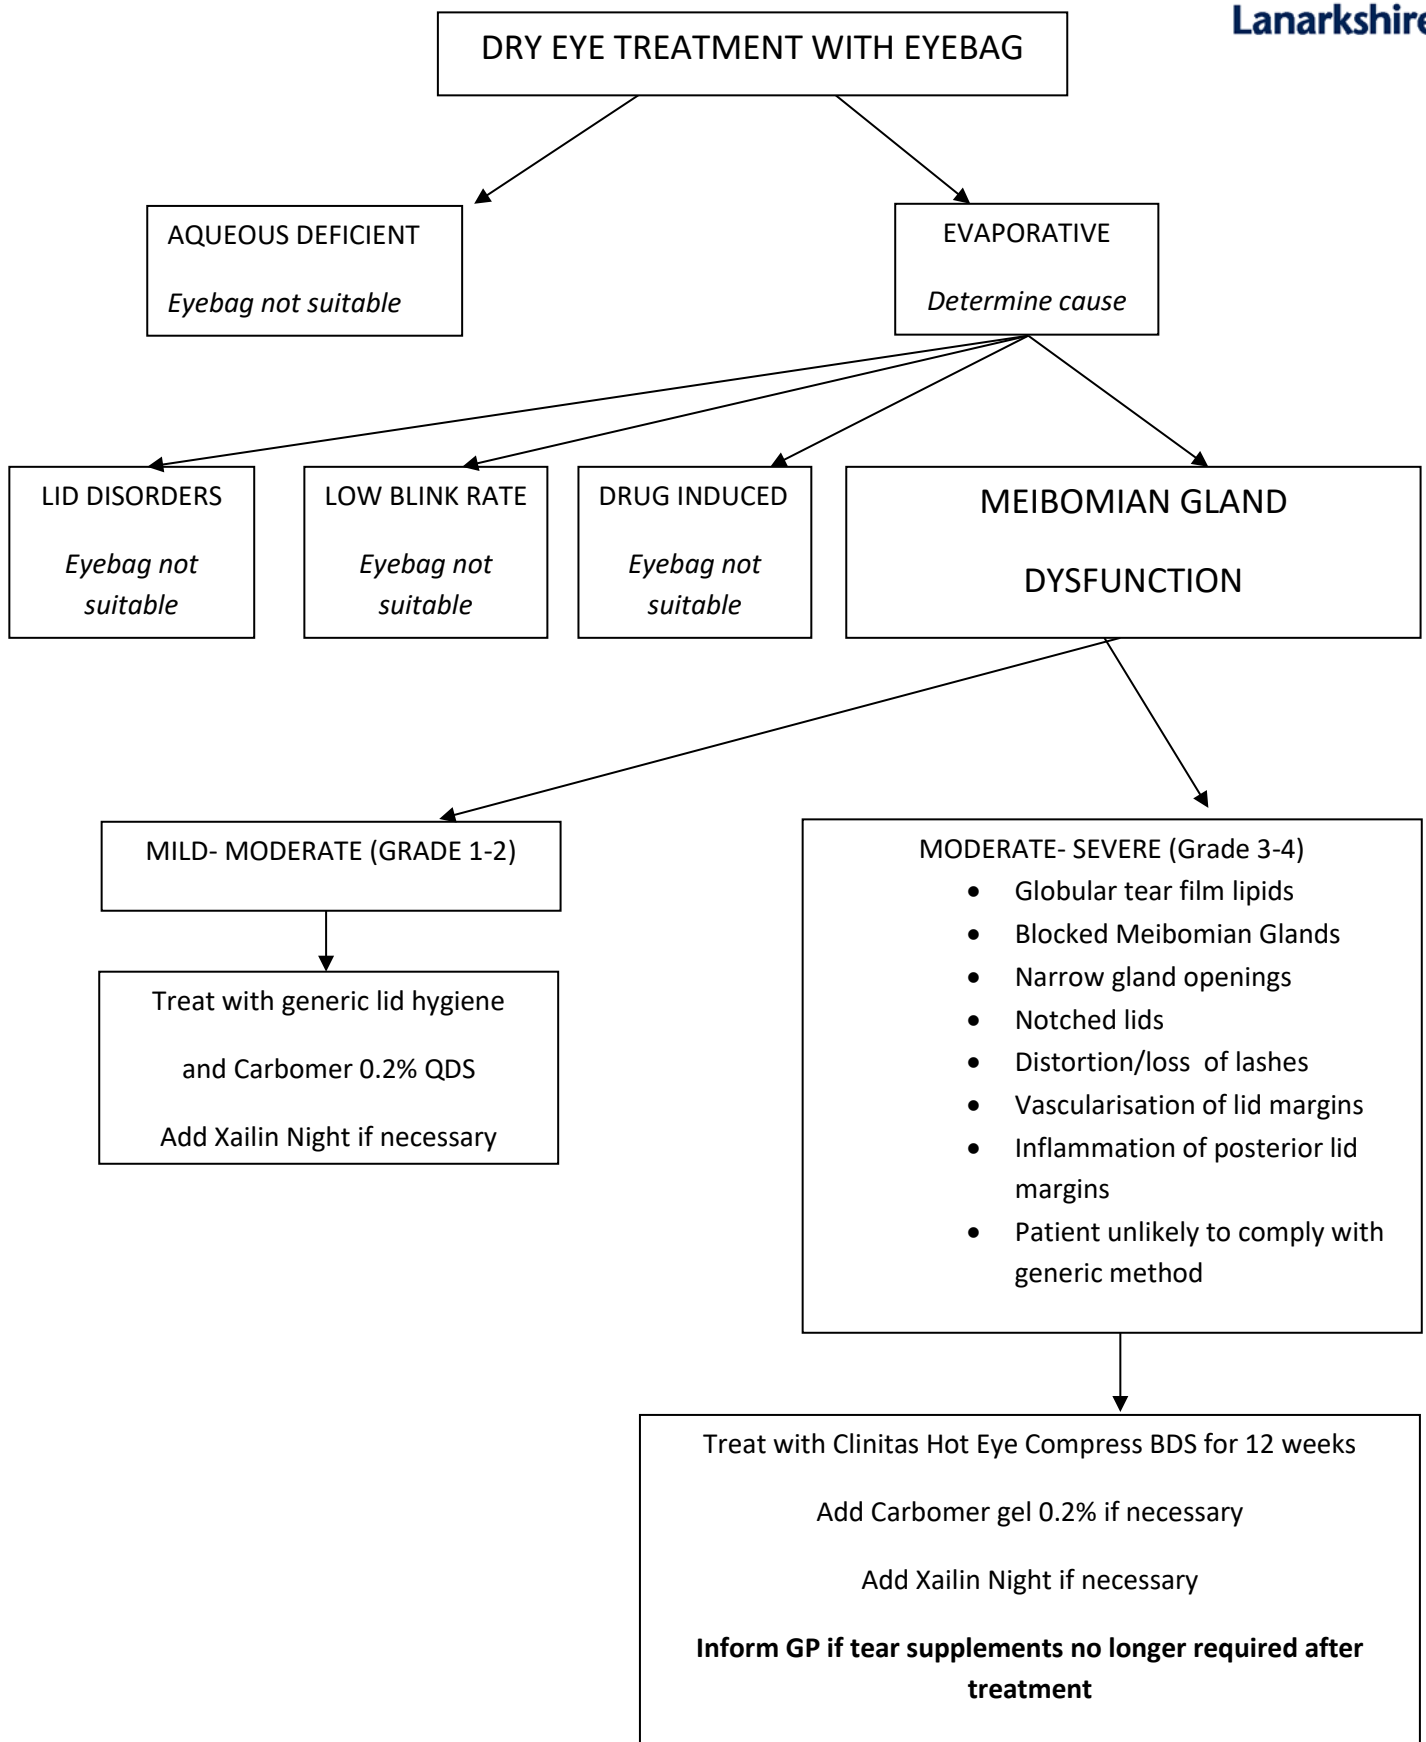 Lanarkshire
DRY EYE TREATMENT WITH EYEBAG
AQUEOUS DEFICIENT
Eyebag not suitable
EVAPORATIVE
Determine cause
LID DISORDERS
Eyebag not
suitable
LOW BLINK RATE
Eyebag not
suitable
DRUG INDUCED
Eyebag not
suitable
MEIBOMIAN GLAND
DYSFUNCTION
MILD- MODERATE (GRADE 1-2)
Treat with generic lid hygiene
and Carbomer 0.2% QDS
Add Xailin Night if necessary
MODERATE- SEVERE (Grade 3-4)
• Globular tear film lipids
• Blocked Meibomian Glands
• Narrow gland openings
• Notched lids
• Distortion/loss  of lashes
• Vascularisation of lid margins
• Inflammation of posterior lid
margins
• Patient unlikely to comply with
generic method
Treat with Clinitas Hot Eye Compress BDS for 12 weeks
Add Carbomer gel 0.2% if necessary
Add Xailin Night if necessary
Inform GP if tear supplements no longer required after
treatment